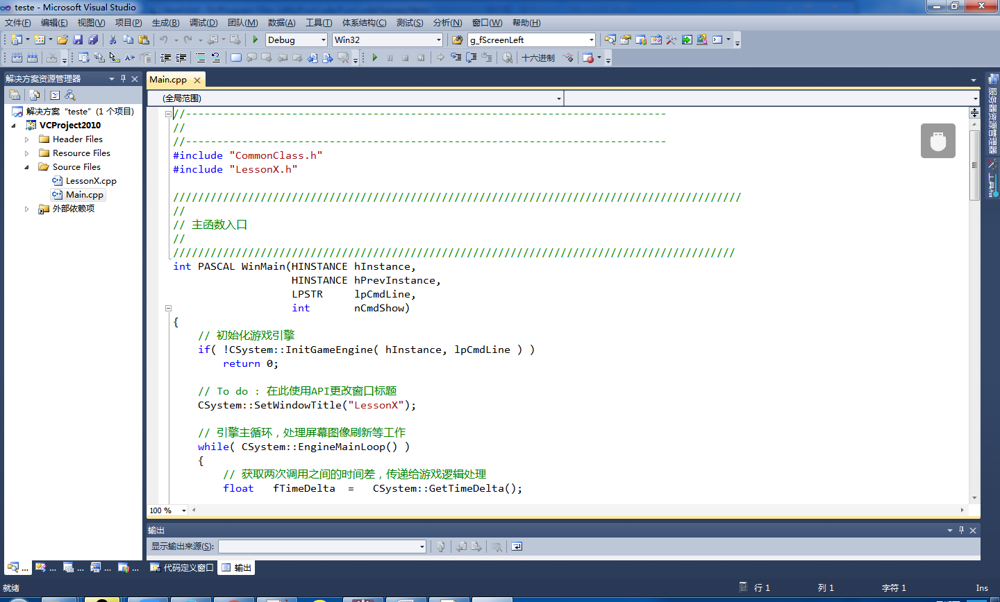 teste - Microsoft Visual Studio
文件(F) 编辑(E) 视图(V) 项目(P) 生成(B) 调试(D) 团队(M) 数据(A) 工具(T) 体系结构(C) 测试(S) 分析(N) 窗口(W) 帮助(H)
Debug Win32 g_fScreenLeft
十六进制
解决方案资源管理器
解决方案 "teste" (1 个项目)
VCProject2010
Header Files
Resource Files
Source Files
LessonX.cpp
Main.cpp
外部依赖项
Main.cpp
(全局范围)
//-----------------------------------------------------------------------------
//
//-----------------------------------------------------------------------------
#include "CommonClass.h"
#include "LessonX.h"
///////////////////////////////////////////////////////////////////////////////////////////
//
// 主函数入口
//
//////////////////////////////////////////////////////////////////////////////////////////
int PASCAL WinMain(HINSTANCE hInstance,
HINSTANCE hPrevInstance,
LPSTR lpCmdLine,
int nCmdShow)
{
// 初始化游戏引擎
if( !CSystem::InitGameEngine( hInstance, lpCmdLine ) )
return 0;
// To do : 在此使用API更改窗口标题
CSystem::SetWindowTitle("LessonX");
// 引擎主循环，处理屏幕图像刷新等工作
while( CSystem::EngineMainLoop() )
{
// 获取两次调用之间的时间差，传递给游戏逻辑处理
float fTimeDelta = CSystem::GetTimeDelta();
100 %
服务器资源管理器
工具箱
输出
显示输出来源(S):
... ... ... ... ...
代码定义窗口 输出
就绪 行 1 列 1 字符 1 Ins